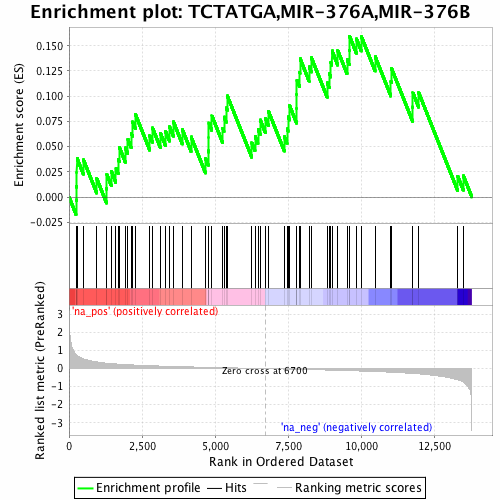 Enrichment plot: TCTATGA,MIR-376A,MIR-376B
Enrichment score (ES)
0.150
0.125
0.100
0.075
0.050
0.025
0.000
-0.025
'na_pos' (positively correlated)
Ranked list metric (PreRanked)
3
2
1
0
-1
-2
-3
Zero cross at 6700
'na_neg' (negatively correlated)
0
2,500
5,000
7,500
10,000
12,500
Rank in Ordered Dataset
Enrichment profile
Hits
Ranking metric scores